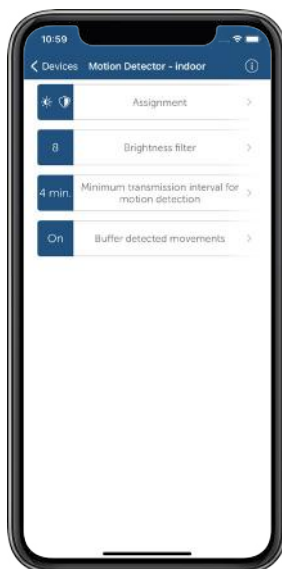 10:59
Devices Motion Detector - indoor
Assignment
8 Brightness filter
4 min. Minimum transmission interval for
motion detection
On Buffer detected movements